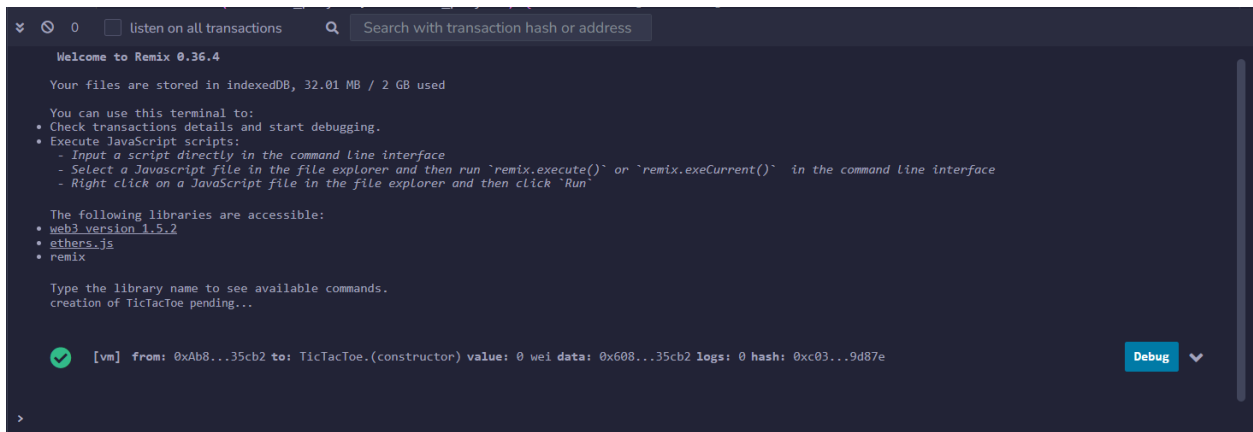 0 listen on all transactions Search with transaction hash or address
Welcome to Remix 0.36.4
Your files are stored in indexedDB, 32.01 MB / 2 GB used
You can use this terminal to:
• Check transactions details and start debugging.
• Execute JavaScript scripts:
- Input a script directly in the command line interface
- Select a Javascript file in the file explorer and then run `remix.execute()` or `remix.exeCurrent()` in the command line interface
- Right click on a JavaScript file in the file explorer and then click `Run`
The following libraries are accessible:
• web3 version 1.5.2
• ethers.js
• remix
Type the library name to see available commands.
creation of TicTacToe pending...
[vm] from: 0xAb8...35cb2 to: TicTacToe.(constructor) value: 0 wei data: 0x608...35cb2 logs: 0 hash: 0xc03...9d87e Debug
>